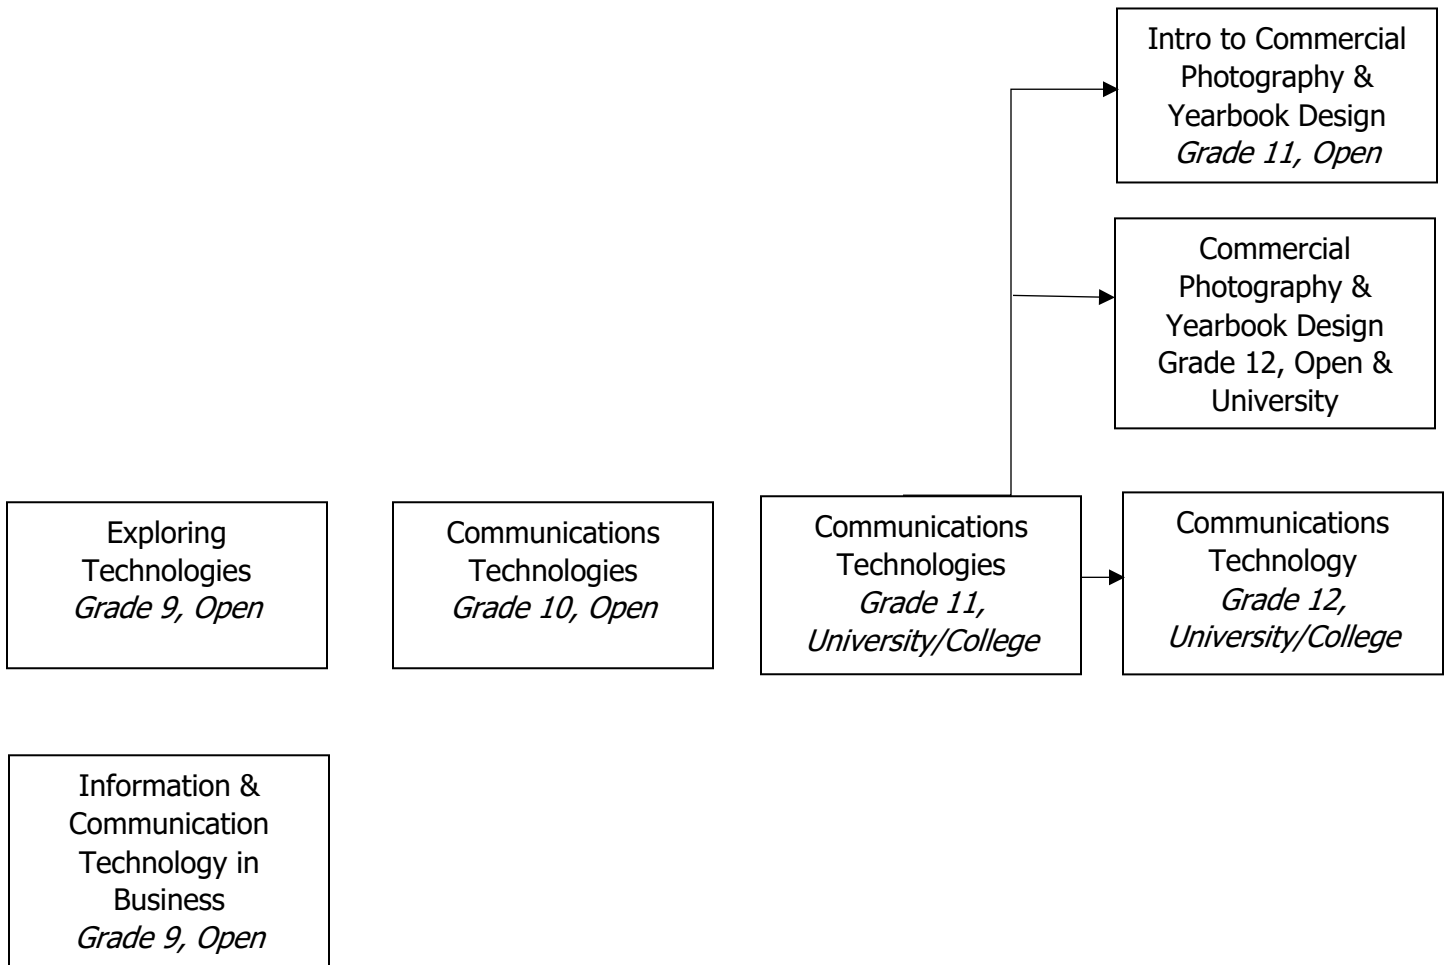 Intro to Commercial
Photography &
Yearbook Design
Grade 11, Open
Commercial
Photography &
Yearbook Design
Grade 12, Open &
University
Exploring
Technologies
Grade 9, Open
Communications
Technologies
Grade 10, Open
Communications
Technologies
Grade 11,
University/College
Communications
Technology
Grade 12,
University/College
Information &
Communication
Technology in
Business
Grade 9, Open